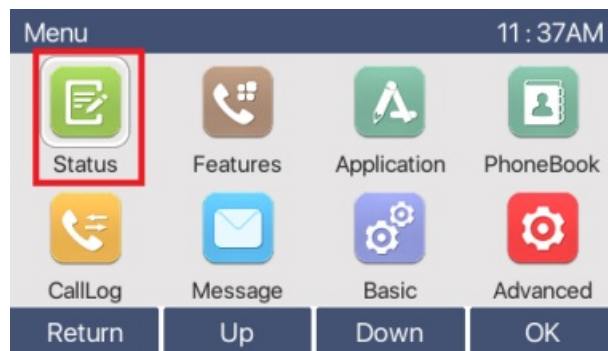 Menu 11:37AM
Status Features Application PhoneBook
CallLog Message Basic Advanced
Return Up Down OK